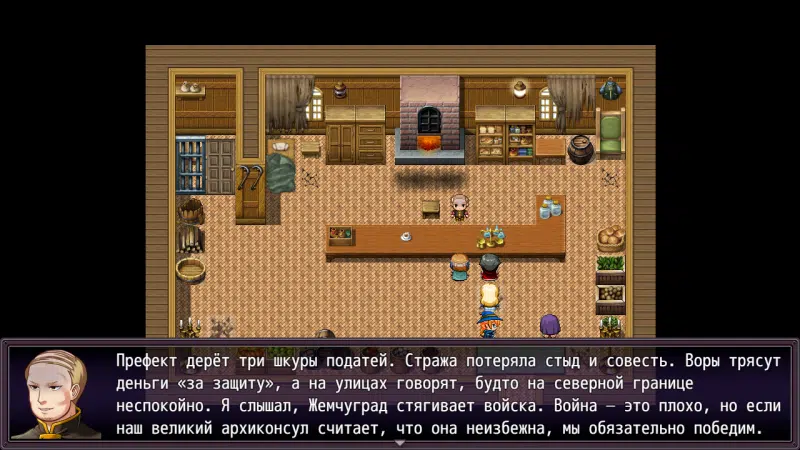 Префект дерёт три шкуры податей. Стража потеряла стыд и совесть. Воры трясут
деньги «за защиту», а на улицах говорят, будто на северной границе
неспокойно. Я слышал, Жемчуград стягивает войска. Война – это плохо, но если
наш великий архиконсул считает, что она неизбежна, мы обязательно победим.